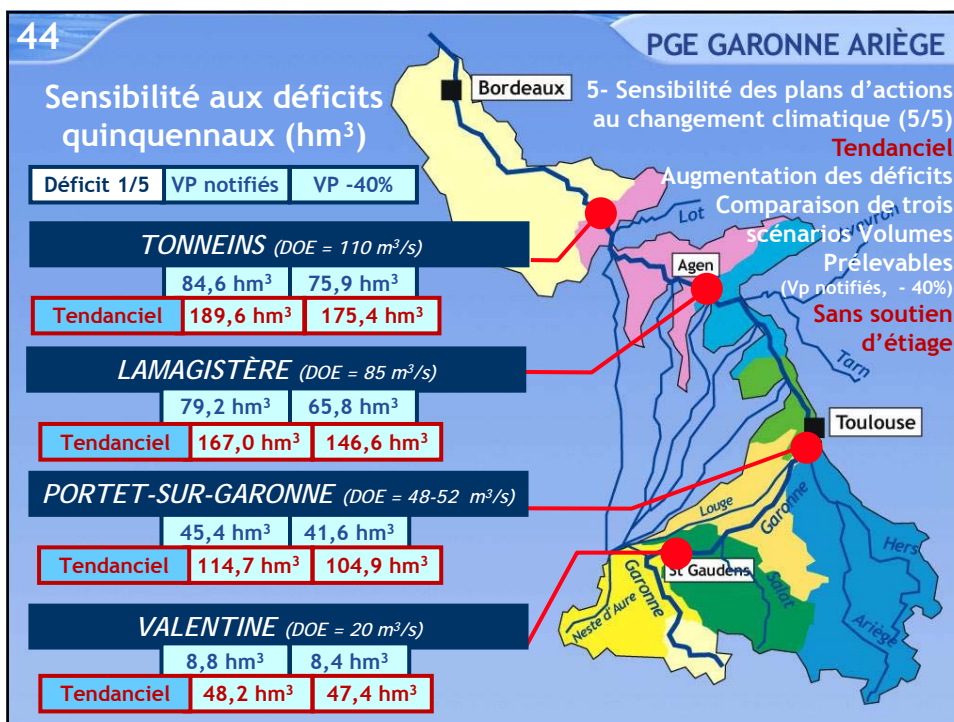 44
PGE GARONNE ARIÈGE
Sensibilité aux déficits
quinquennaux (hm³)
5- Sensibilité des plans d'actions
au changement climatique (5/5)
Tendanciel
Augmentation des déficits
Comparaison de trois
scénarios Volumes
Prélevables
(Vp notifiés, - 40%)
Sans soutien
d'étiage
Déficit 1/5 VP notifiés VP -40%
TONNEINS (DOE = 110 m³/s)
84,6 hm³ 75,9 hm³
Tendanciel 189,6 hm³ 175,4 hm³
LAMAGISTÈRE (DOE = 85 m³/s)
79,2 hm³ 65,8 hm³
Tendanciel 167,0 hm³ 146,6 hm³
PORTET-SUR-GARONNE (DOE = 48-52 m³/s)
45,4 hm³ 41,6 hm³
Tendanciel 114,7 hm³ 104,9 hm³
VALENTINE (DOE = 20 m³/s)
8,8 hm³ 8,4 hm³
Tendanciel 48,2 hm³ 47,4 hm³
Bordeaux
Lot
Agen
Tarn
Toulouse
Louge
Garonne
Hers
St Gaudens
Salat
Garonne
Neste d'Aure
Ariège